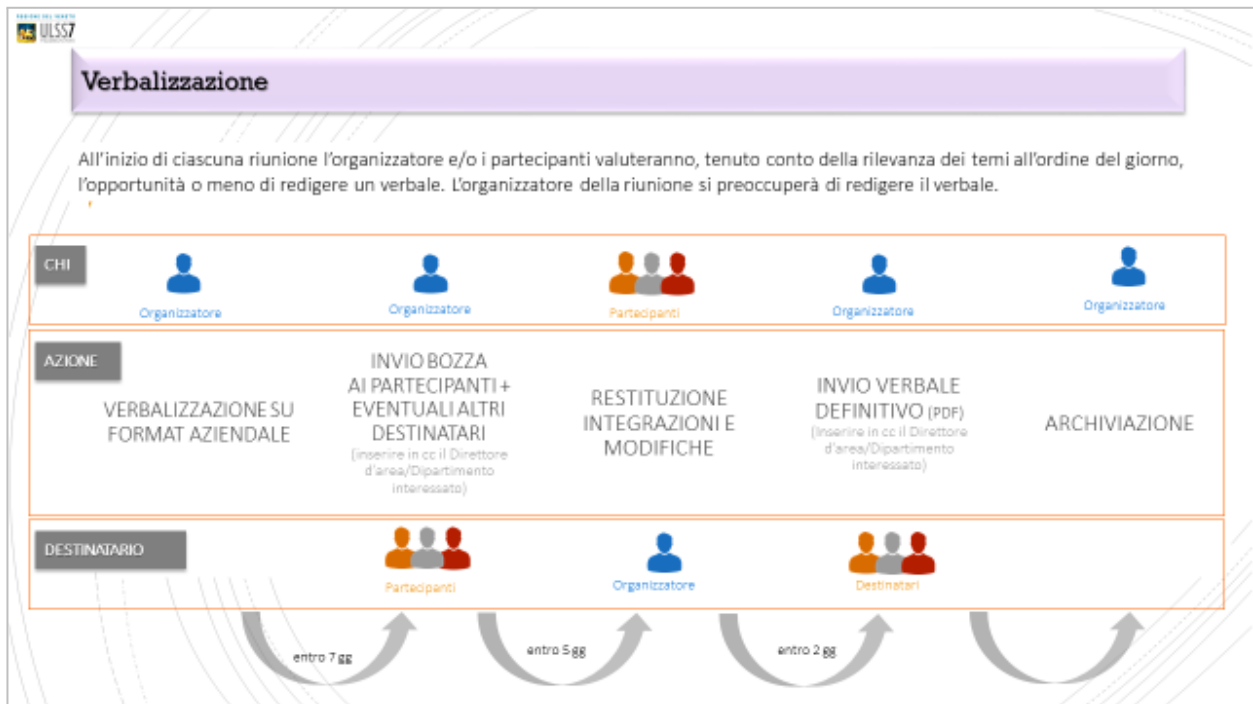 REGIONE DEL VENETO
ULSS7
Verbalizzazione
All'inizio di ciascuna riunione l'organizzatore e/o i partecipanti valuteranno, tenuto conto della rilevanza dei temi all'ordine del giorno,
l'opportunità o meno di redigere un verbale. L'organizzatore della riunione si preoccuperà di redigere il verbale.
CHI
Organizzatore
Organizzatore
Partecipanti
Organizzatore
Organizzatore
AZIONE
VERBALIZZAZIONE SU
FORMAT AZIENDALE
INVIO BOZZA
AI PARTECIPANTI +
EVENTUALI ALTRI
DESTINATARI
(inserire in cc il Direttore
d'area/Dipartimento
interessato)
RESTITUZIONE
INTEGRAZIONI E
MODIFICHE
INVIO VERBALE
DEFINITIVO (PDF)
(Inserire in cc il Direttore
d'area/Dipartimento
interessato)
ARCHIVIAZIONE
DESTINATARIO
Partecipanti
Organizzatore
Destinatari
entro 7 gg
entro 5 gg
entro 2 gg